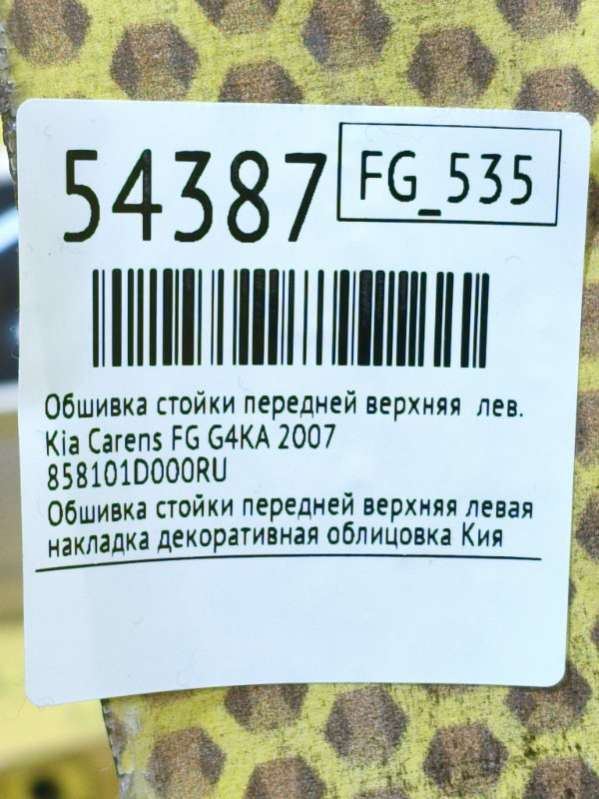 54387
FG_535
Обшивка стойки передней верхняя лев.
Kia Carens FG G4KA 2007
858101D000RU
Обшивка стойки передней верхняя левая
накладка декоративная облицовка Кия